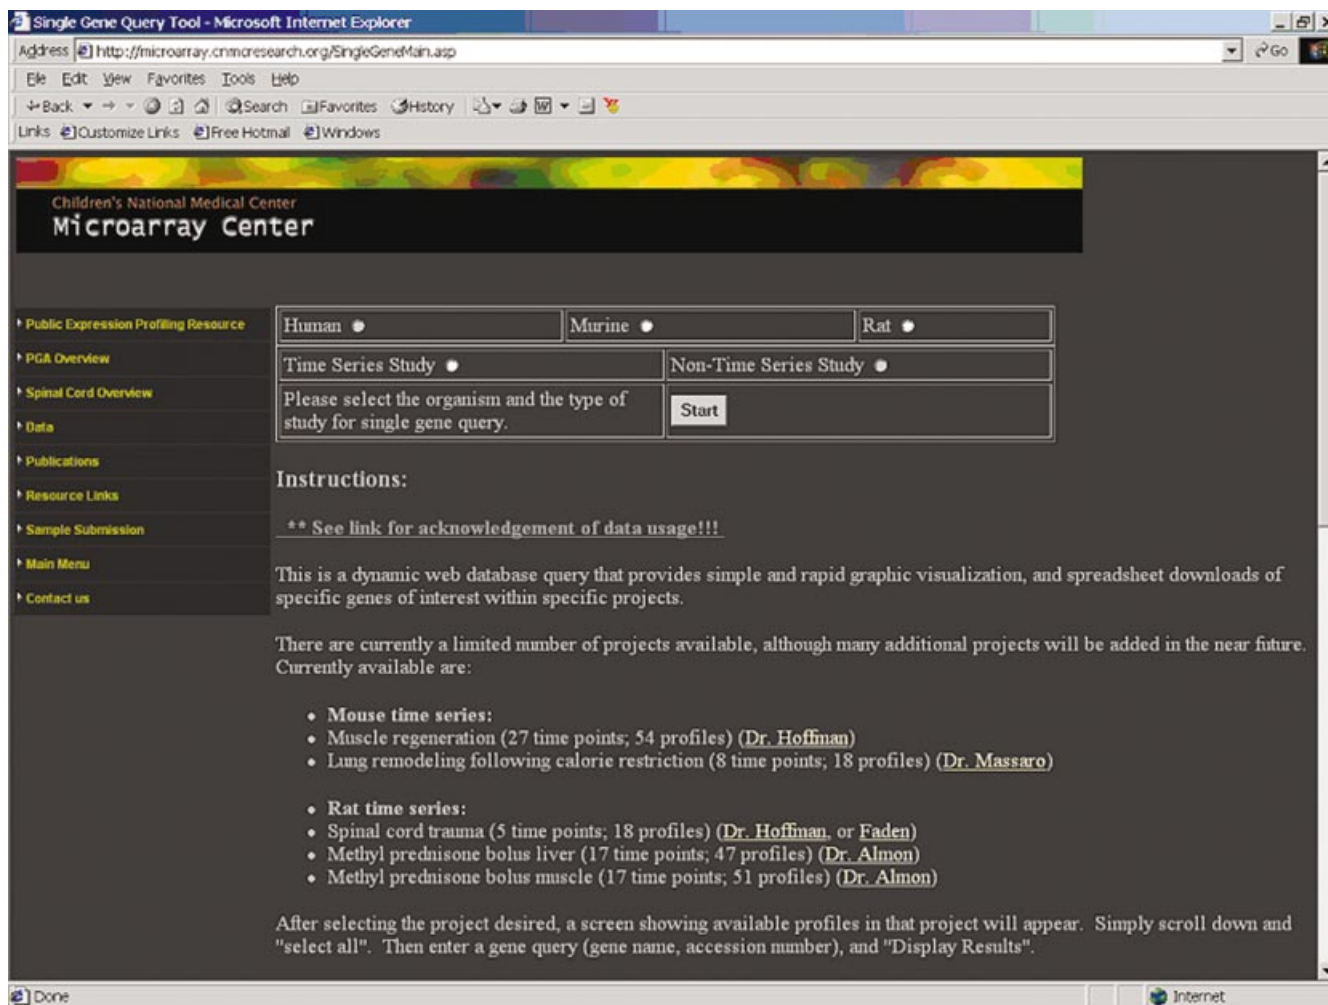 Single Gene Query Tool - Microsoft Internet Explorer
Address http://microarray.cnmcresearch.org/SingleGeneMain.asp Go
File Edit View Favorites Tools Help
Back Search Favorites History
Links Customize Links Free Hotmail Windows
Children's National Medical Center
Microarray Center
Public Expression Profiling Resource
PGA Overview
Spinal Cord Overview
Data
Publications
Resource Links
Sample Submission
Main Menu
Contact us
Human Murine Rat
Time Series Study Non-Time Series Study
Please select the organism and the type of
study for single gene query.
Start
Instructions:
** See link for acknowledgement of data usage!!!
This is a dynamic web database query that provides simple and rapid graphic visualization, and spreadsheet downloads of
specific genes of interest within specific projects.
There are currently a limited number of projects available, although many additional projects will be added in the near future.
Currently available are:
• Mouse time series:
• Muscle regeneration (27 time points; 54 profiles) (Dr. Hoffman)
• Lung remodeling following calorie restriction (8 time points; 18 profiles) (Dr. Massaro)
• Rat time series:
• Spinal cord trauma (5 time points; 18 profiles) (Dr. Hoffman, or Faden)
• Methyl prednisone bolus liver (17 time points; 47 profiles) (Dr. Almon)
• Methyl prednisone bolus muscle (17 time points; 51 profiles) (Dr. Almon)
After selecting the project desired, a screen showing available profiles in that project will appear. Simply scroll down and
"select all". Then enter a gene query (gene name, accession number), and "Display Results".
Done Internet